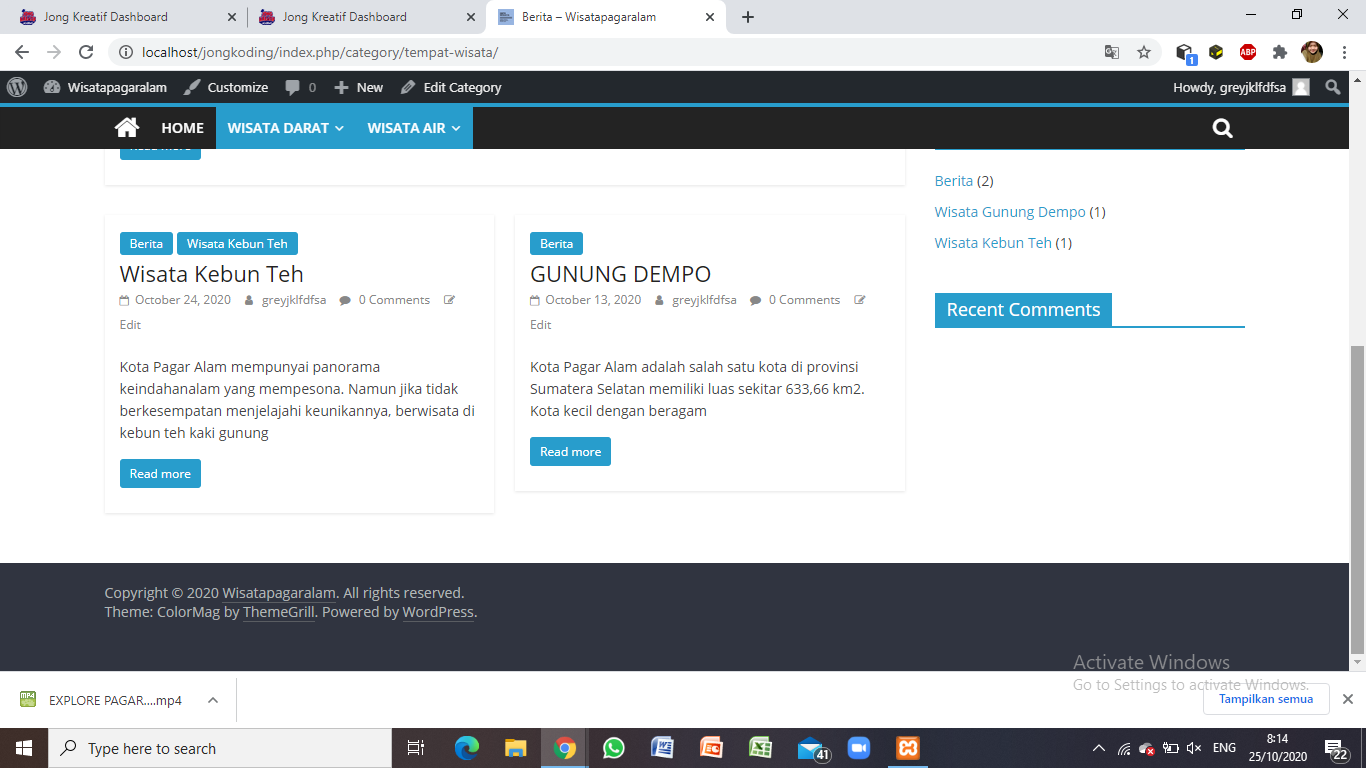 Jong Kreatif Dashboard
Jong Kreatif Dashboard
Berita – Wisatapagaralam
localhost/jongkoding/index.php/category/tempat-wisata/
1
ABP
Wisatapagaralam
Customize
0
New
Edit Category
Howdy, greyjklfdfsa
HOME
WISATA DARAT
WISATA AIR
Read more
Berita (2)
Wisata Gunung Dempo (1)
Wisata Kebun Teh (1)
Recent Comments
Berita
Wisata Kebun Teh
Wisata Kebun Teh
October 24, 2020 greyjklfdfsa 0 Comments
Edit
Kota Pagar Alam mempunyai panorama
keindahanalam yang mempesona. Namun jika tidak
berkesempatan menjelajahi keunikannya, berwisata di
kebun teh kaki gunung
Read more
Berita
GUNUNG DEMPO
October 13, 2020 greyjklfdfsa 0 Comments
Edit
Kota Pagar Alam adalah salah satu kota di provinsi
Sumatera Selatan memiliki luas sekitar 633,66 km2.
Kota kecil dengan beragam
Read more
Copyright © 2020 Wisatapagaralam. All rights reserved.
Theme: ColorMag by ThemeGrill. Powered by WordPress.
Activate Windows
Go to Settings to activate Windows.
MP4
EXPLORE PAGAR....mp4
Tampilkan semua
Type here to search
41
ENG
8:14
25/10/2020
22